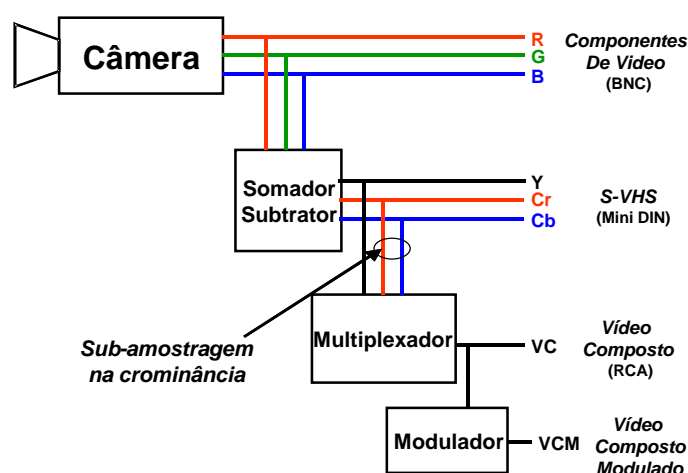 Câmera
R
G
B
Componentes
De Video
(BNC)
Somador
Subtrator
Y
Cr
Cb
S-VHS
(Mini DIN)
Sub-amostragem
na crominância
Multiplexador
VC
Vídeo
Composto
(RCA)
Modulador
VCM
Vídeo
Composto
Modulado